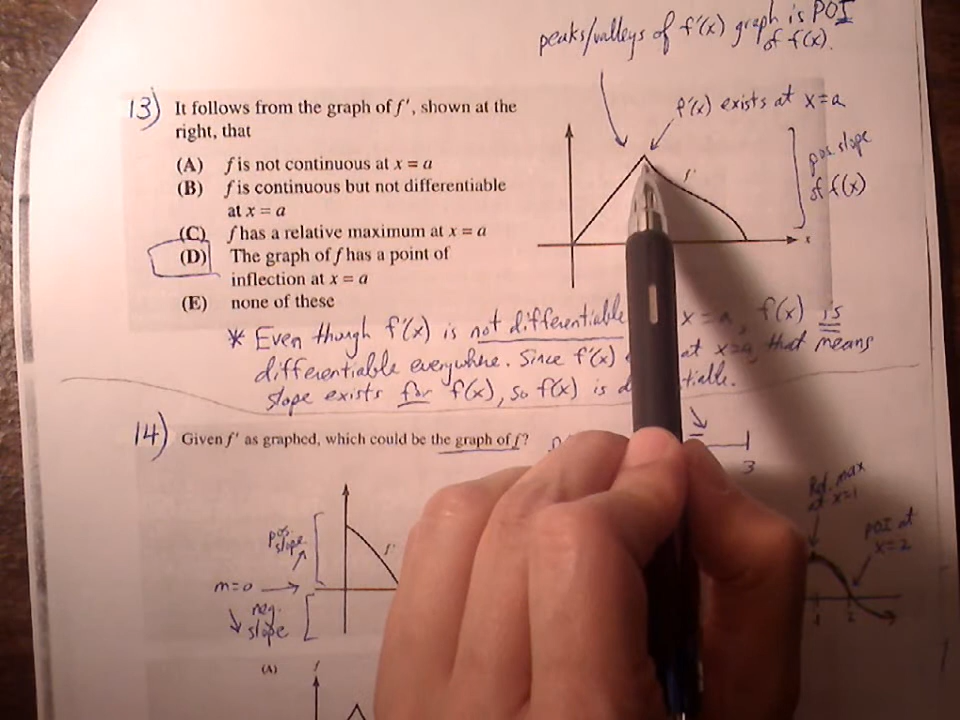 peaks/valleys of f'(x) graph is POI
of f(x).
13) It follows from the graph of f', shown at the
right, that
f'(x) exists at x=a
(A) f is not continuous at x = a
(B) f is continuous but not differentiable
at x = a
(C) f has a relative maximum at x = a
(D) The graph of f has a point of
inflection at x = a
(E) none of these
f'
x
pos. slope
of f(x)
* Even though f'(x) is not differentiable x=a, f(x) is
differentiable everywhere. Since f'(x) at x=a, that means
slope exists for f(x), so f(x) is
14) Given f' as graphed, which could be the graph of f?
3
pos.
slope
f'
m=0
neg.
slope
Rel. max
at x=1
POI at
x=2
1 2
(A) f